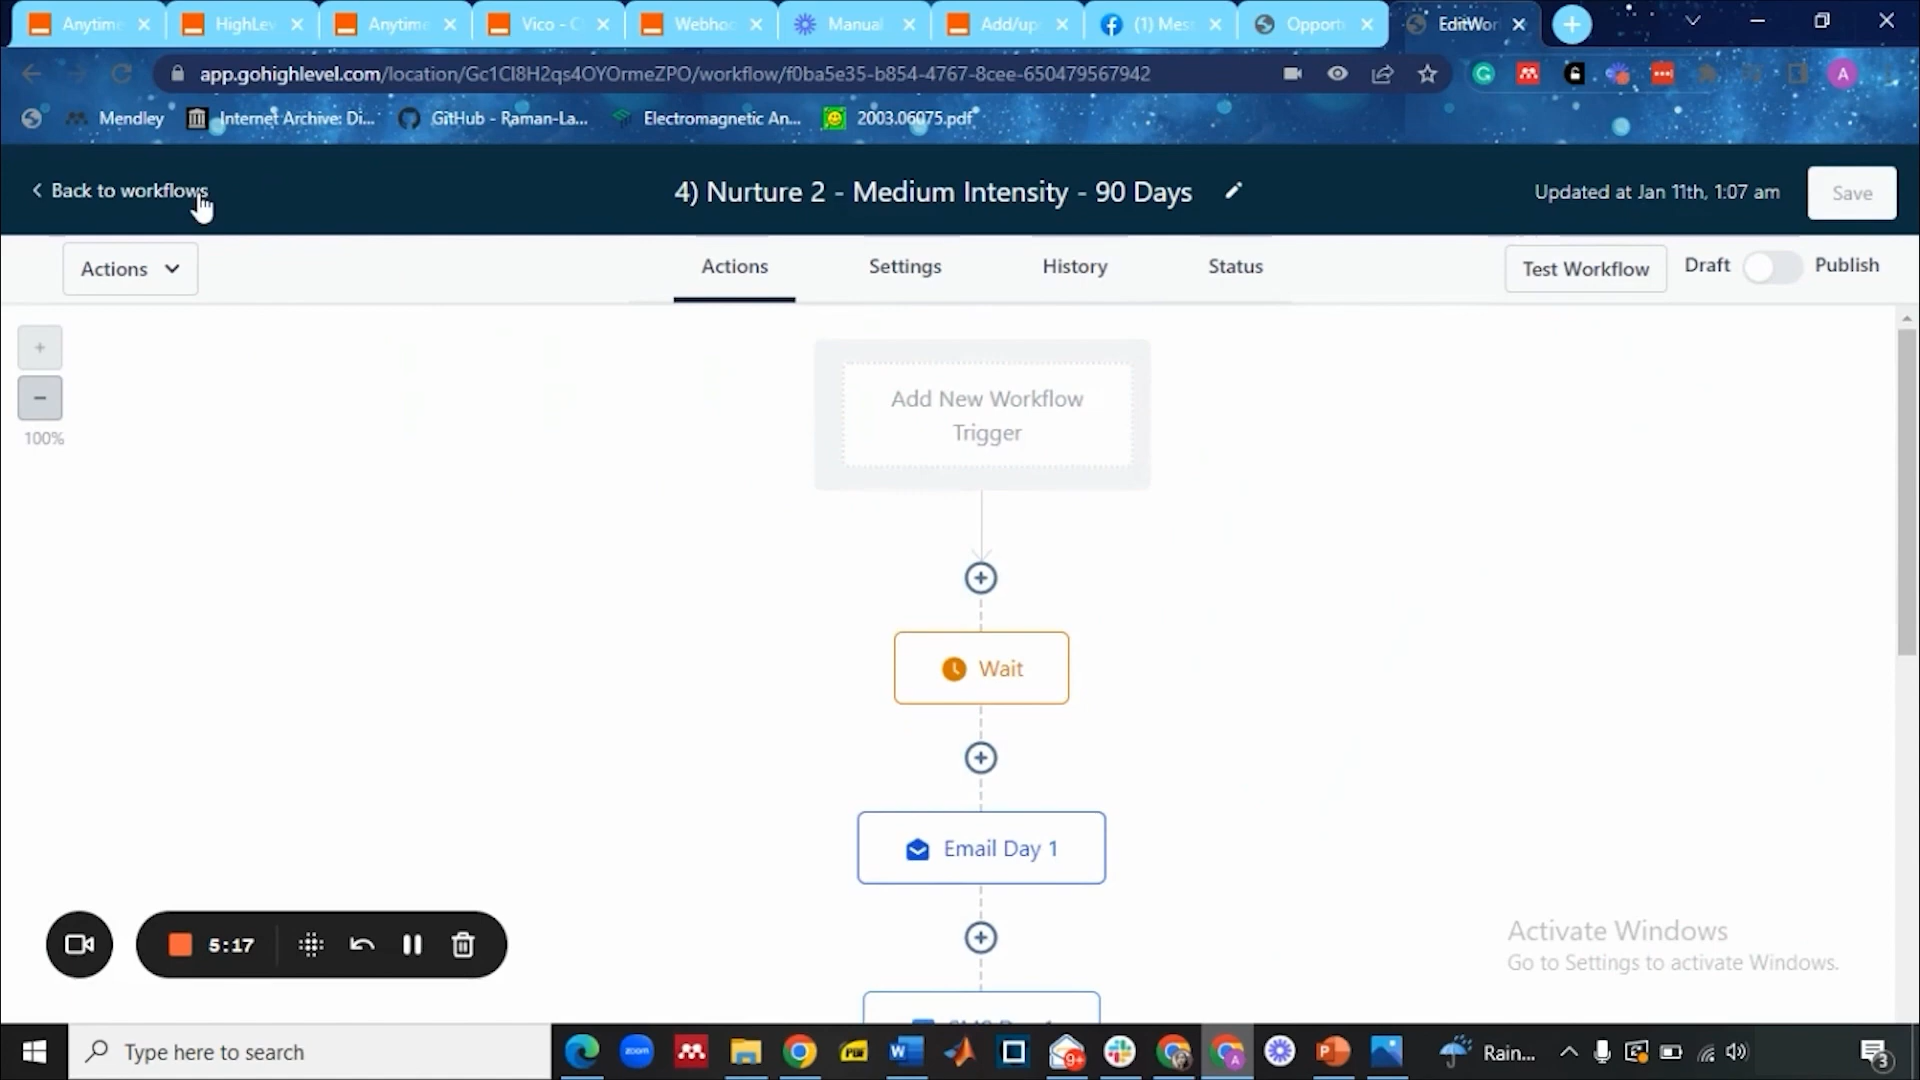 Anytime
HighLev
Anytime
Vico - C
Webhoo
Manual
Add/up
(1) Mes
Opport
EditWor
app.gohighlevel.com/location/Gc1Cl8H2qs4OYOrmeZPO/workflow/f0ba5e35-b854-4767-8cee-650479567942
A
Mendley
Internet Archive: Di...
GitHub - Raman-La...
Electromagnetic An...
2003.06075.pdf
Back to workflows
4) Nurture 2 - Medium Intensity - 90 Days
Updated at Jan 11th, 1:07 am
Save
Actions
Actions
Settings
History
Status
Test Workflow
Draft
Publish
100%
Add New Workflow
Trigger
Wait
Email Day 1
5:17
Activate Windows
Go to Settings to activate Windows.
Type here to search
zoom
PDF
9+
A
Rain...
3